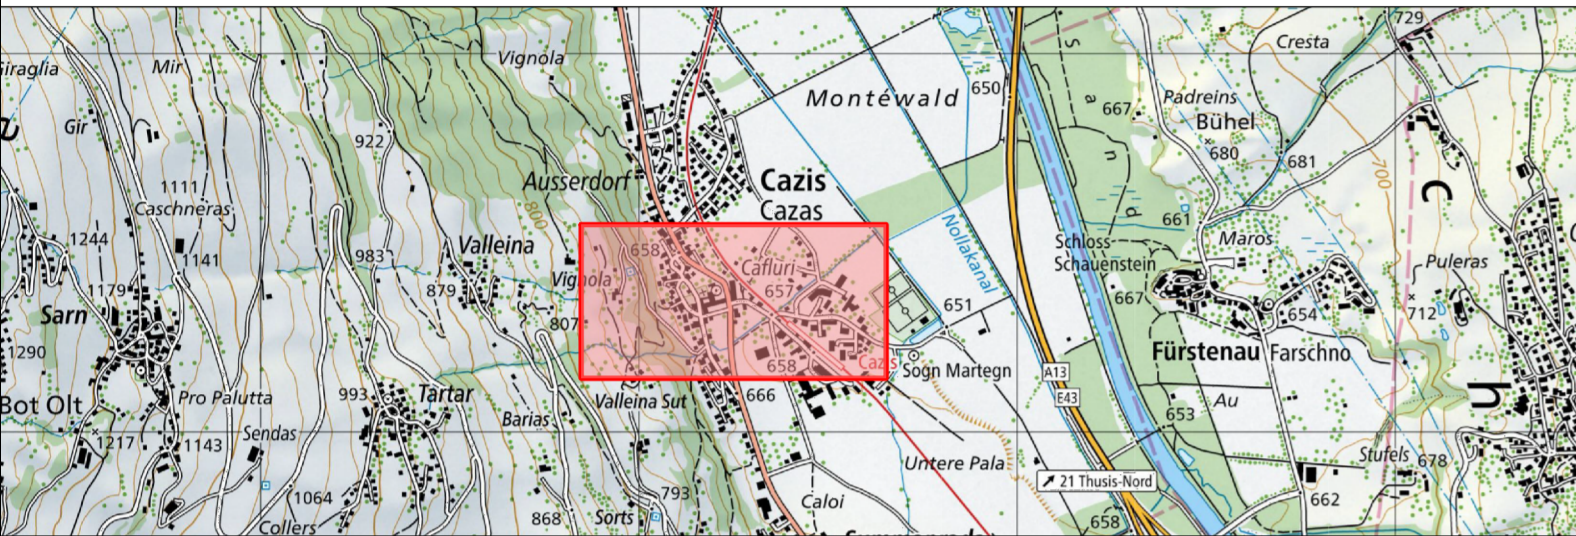 729
Cresta
Vignola
Giraglia
Mir
650
Montéwald
S
a
n
d
667
Padreins
Bühel
680
681
700
Gir
922
1111
Caschneras
Ausserdorf
800
Cazis
Cazas
661
C
h
1244
1141
1179
Sarn
1290
983
Valleina
879
Vignola
807
658
Cafluri
657
658
Cazis
Nollakanal
651
Sogn Martegn
Schloss
Schauenstein
667
Maros
Puleras
712
654
Fürstenau
Farschno
A13
E43
Bot Olt
1217
Pro Palutta
1143
Sendas
993
Tartar
Barias
Valleina Sut
666
653
Au
Stufels
678
Untere Pala
21 Thusis-Nord
1064
Collers
868
Sorts
793
Caloi
658
662